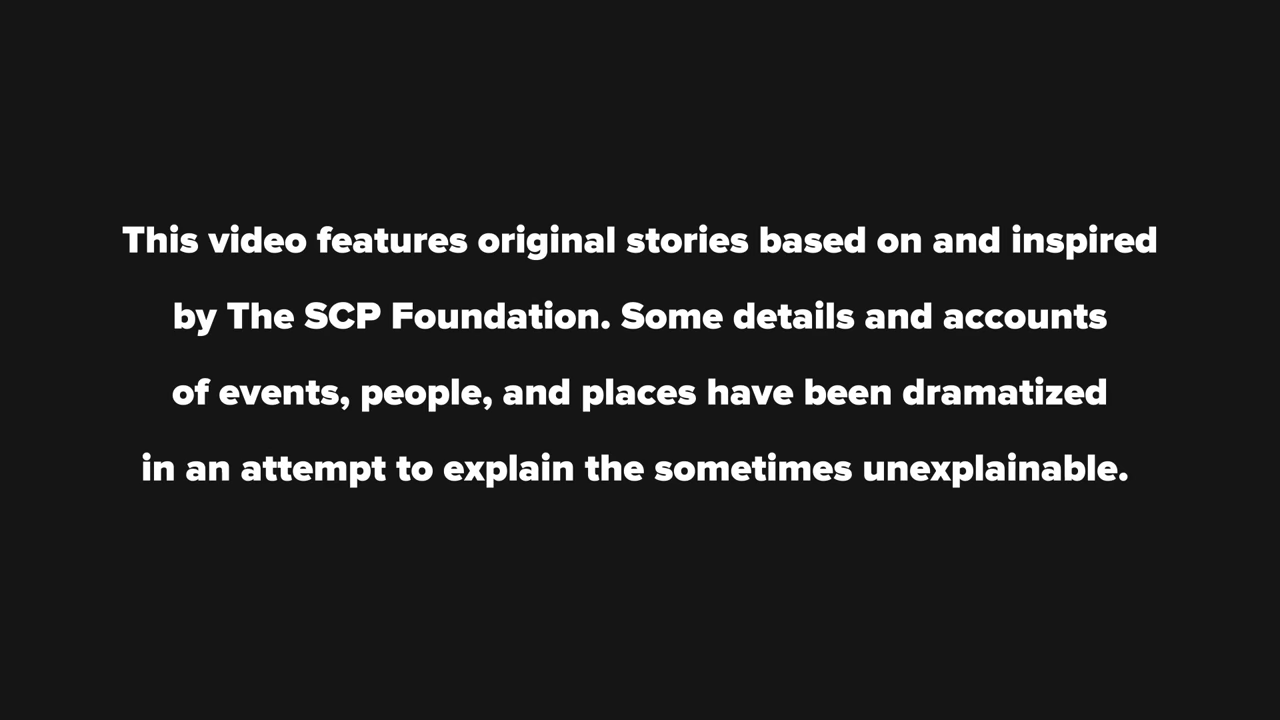 This video features original stories based on and inspired
by The SCP Foundation. Some details and accounts
of events, people, and places have been dramatized
in an attempt to explain the sometimes unexplainable.